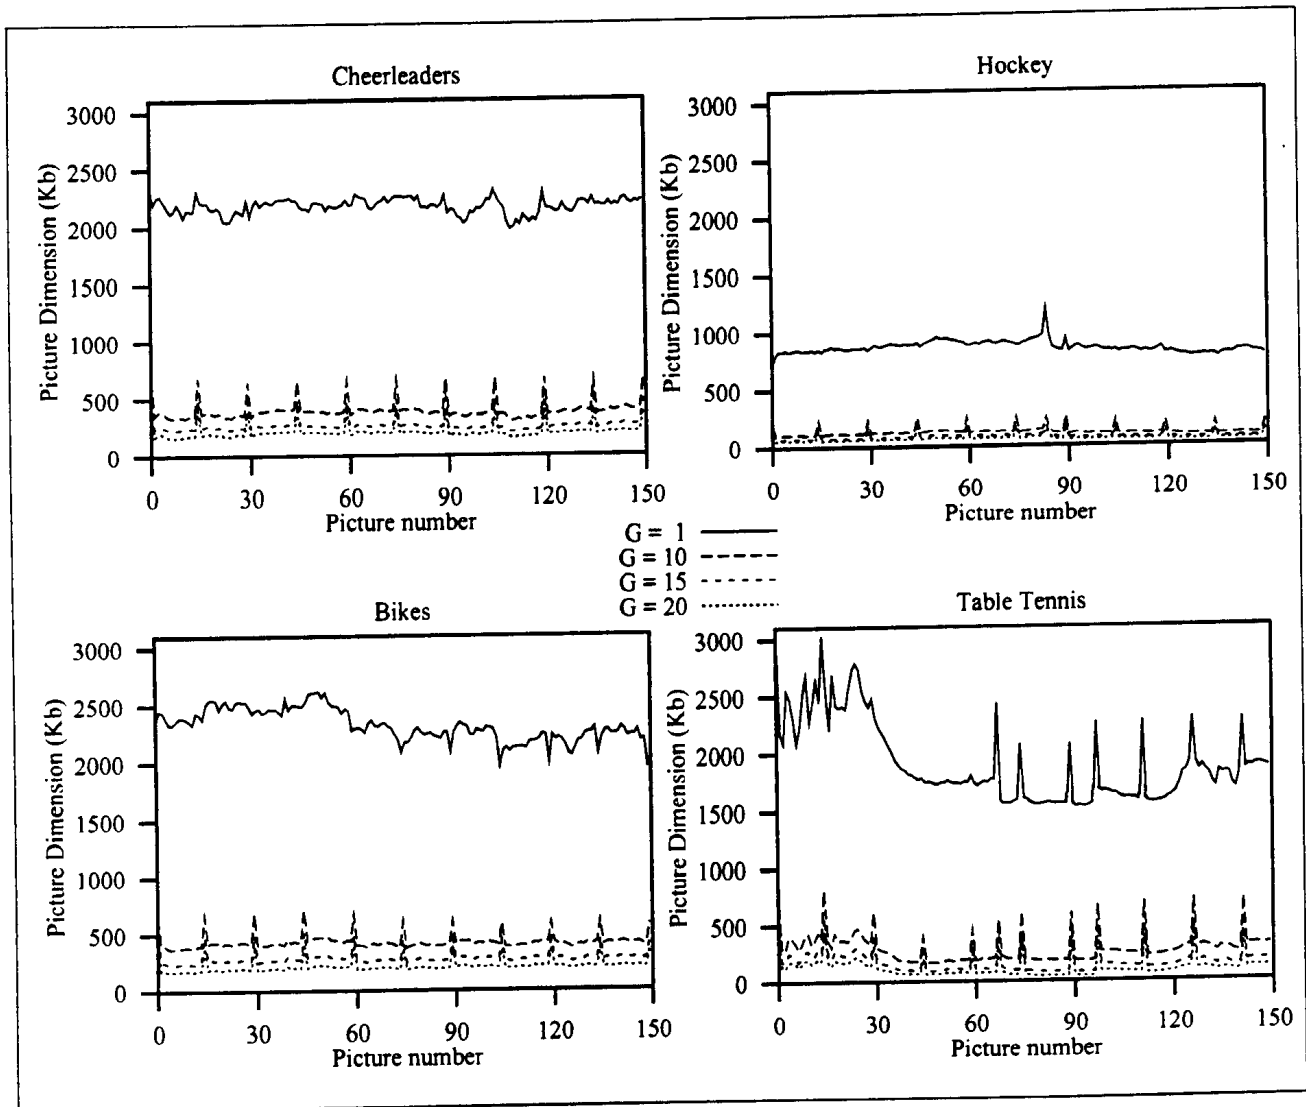 Cheerleaders
Picture Dimension (Kb)
3000
2500
2000
1500
1000
500
0
0 30 60 90 120 150
Picture number
Hockey
Picture Dimension (Kb)
3000
2500
2000
1500
1000
500
0
0 30 60 90 120 150
Picture number
G = 1
G = 10
G = 15
G = 20
Bikes
Picture Dimension (Kb)
3000
2500
2000
1500
1000
500
0
0 30 60 90 120 150
Picture number
Table Tennis
Picture Dimension (Kb)
3000
2500
2000
1500
1000
500
0
0 30 60 90 120 150
Picture number